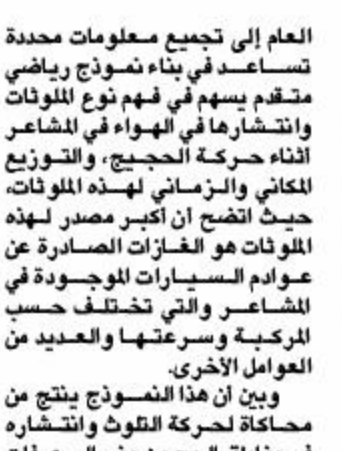 العام إلى تجميع معلومات محددة
تساعد في بناء نموذج رياضي
متقدم يسهم في فهم نوع الملوثات
وانتشارها في الهواء في المشاعر
أثناء حركة الحجيج، والتوزيع
المكاني والزماني لهذه الملوثات،
حيث اتضح أن أكبر مصدر لهذه
الملوثات هو الغازات الصادرة عن
عوادم السيارات الموجودة في
المشاعر والتي تختلف حسب
المركبة وسرعتها والعديد من
العوامل الأخرى.
وبين أن هذا النموذج ينتج من
محاكاة لحركة التلوث وانتشاره